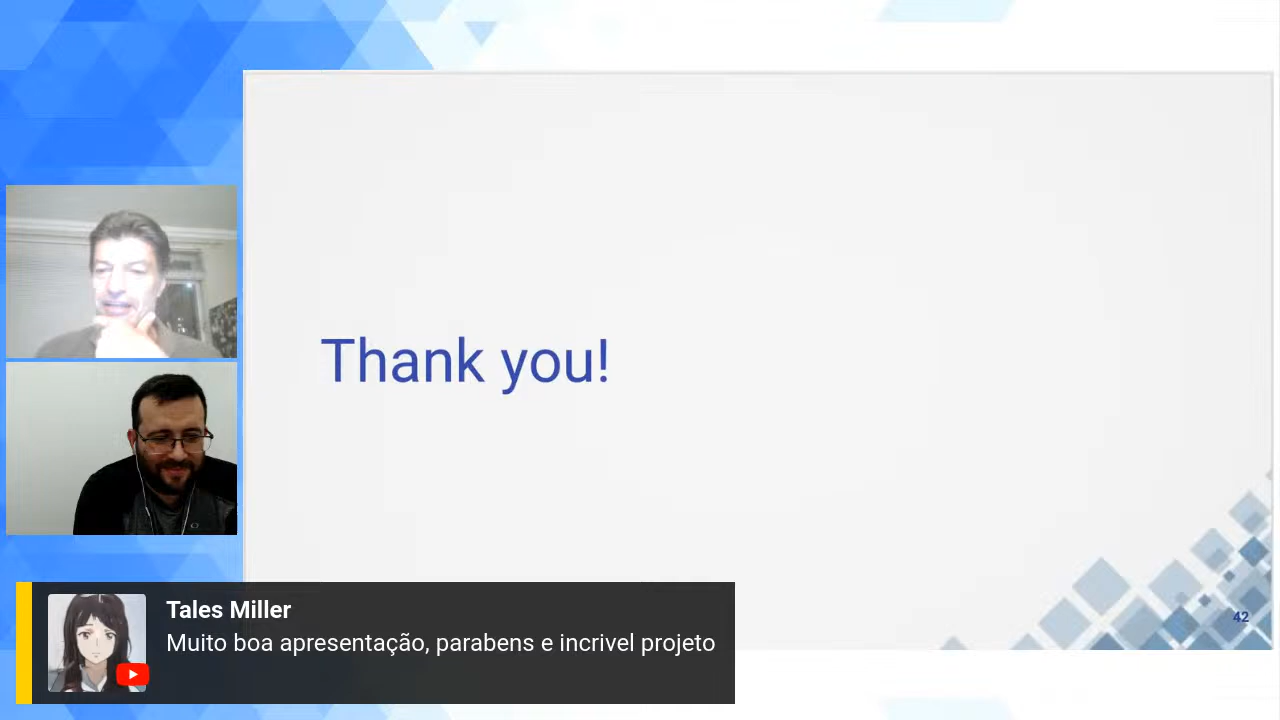 Thank you!
42
Tales Miller
Muito boa apresentação, parabens e incrivel projeto